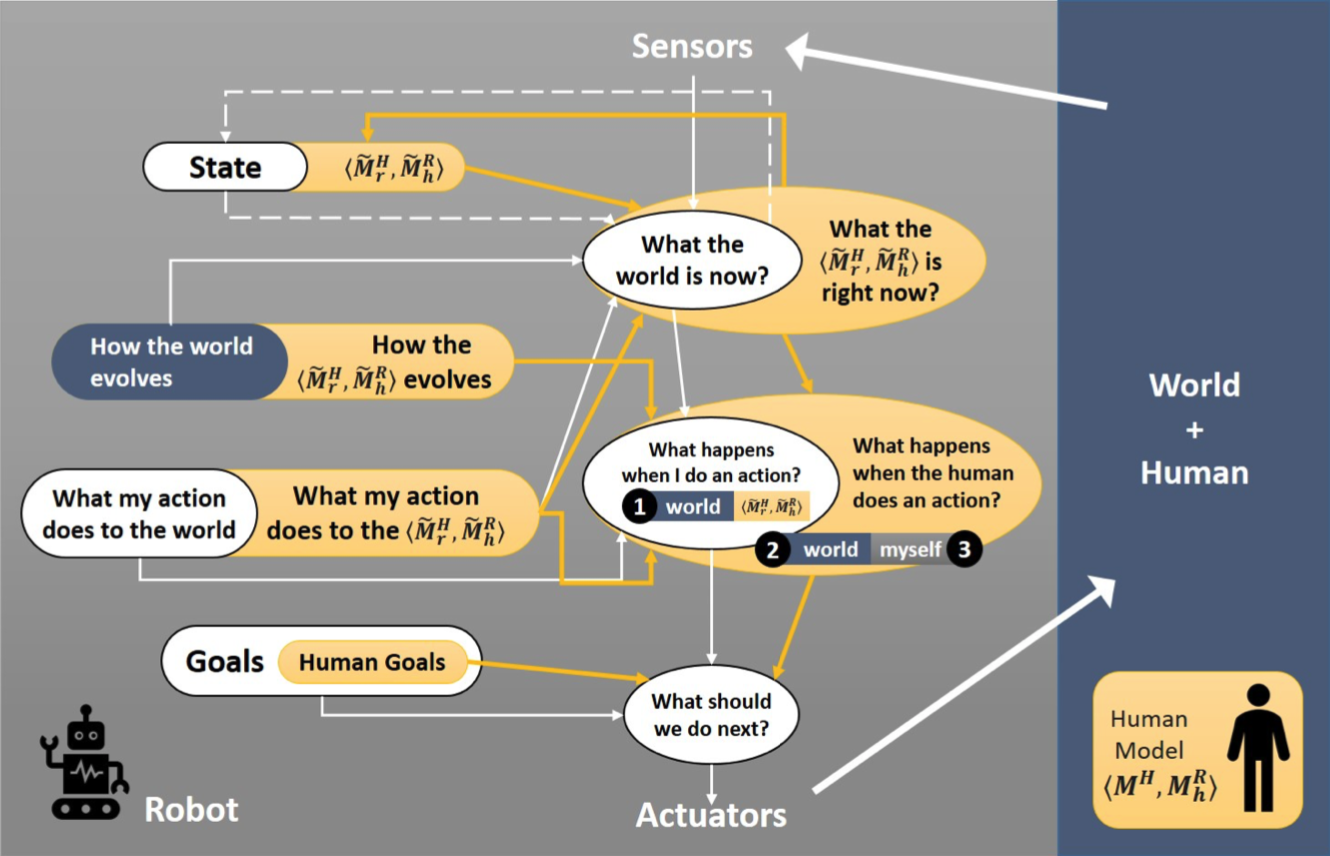 Sensors
State
⟨M̃ᴴᵣ, M̃ᴿₕ⟩
What the
world is now?
What the
⟨M̃ᴴᵣ, M̃ᴿₕ⟩ is
right now?
How the world
evolves
How the
⟨M̃ᴴᵣ, M̃ᴿₕ⟩ evolves
What happens
when I do an action?
1 world ⟨M̃ᴴᵣ, M̃ᴿₕ⟩
What happens
when the human
does an action?
2 world myself 3
What my action
does to the world
What my action
does to the ⟨M̃ᴴᵣ, M̃ᴿₕ⟩
Goals
Human Goals
What should
we do next?
Actuators
Robot
World
+
Human
Human
Model
⟨Mᴴ, Mᴿₕ⟩